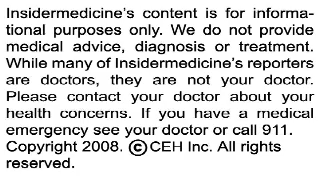 Insidermedicine's content is for informa-
tional purposes only. We do not provide
medical advice, diagnosis or treatment.
While many of Insidermedicine's reporters
are doctors, they are not your doctor.
Please contact your doctor about your
health concerns. If you have a medical
emergency see your doctor or call 911.
Copyright 2008. ©CEH Inc. All rights
reserved.